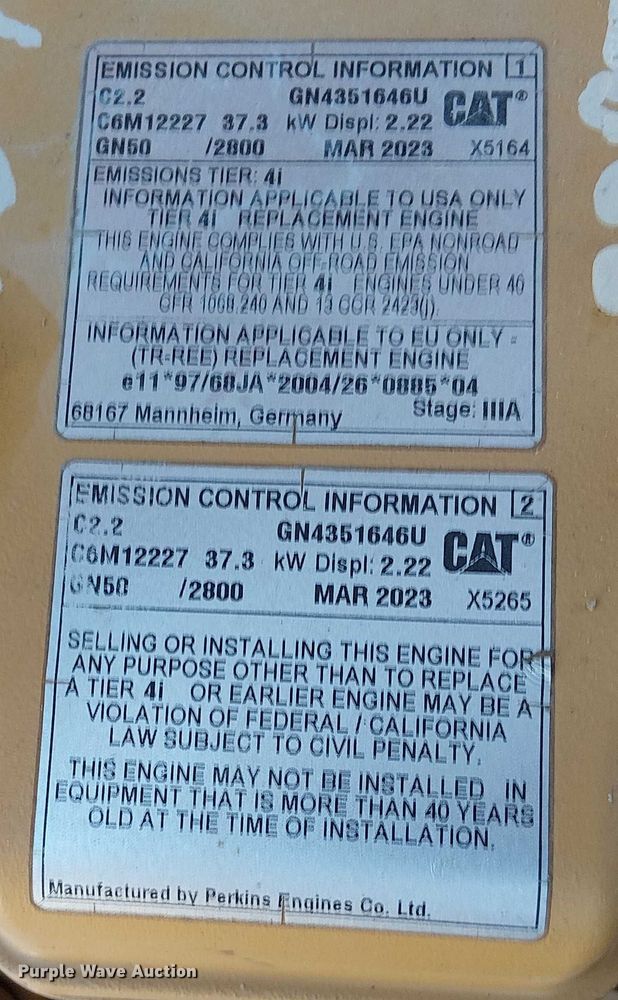 EMISSION CONTROL INFORMATION 1
C2.2 GN4351646U CAT®
C6M12227 37.3 kW Displ: 2.22
GN50 /2800 MAR 2023 X5164
EMISSIONS TIER: 4i
INFORMATION APPLICABLE TO USA ONLY
TIER 4i REPLACEMENT ENGINE
THIS ENGINE COMPLIES WITH U.S. EPA NONROAD
AND CALIFORNIA OFF-ROAD EMISSION
REQUIREMENTS FOR TIER 4i ENGINES UNDER 40
CFR 1068.240 AND 13 CCR 2423(j).
INFORMATION APPLICABLE TO EU ONLY -
(TR-REE) REPLACEMENT ENGINE
e11*97/68JA*2004/26*0885*04
68167 Mannheim, Germany Stage: IIIA
EMISSION CONTROL INFORMATION 2
C2.2 GN4351646U CAT®
C6M12227 37.3 kW Displ: 2.22
GN50 /2800 MAR 2023 X5265
SELLING OR INSTALLING THIS ENGINE FOR
ANY PURPOSE OTHER THAN TO REPLACE
A TIER 4i OR EARLIER ENGINE MAY BE A
VIOLATION OF FEDERAL / CALIFORNIA
LAW SUBJECT TO CIVIL PENALTY.
THIS ENGINE MAY NOT BE INSTALLED IN
EQUIPMENT THAT IS MORE THAN 40 YEARS
OLD AT THE TIME OF INSTALLATION.
Manufactured by Perkins Engines Co. Ltd.
Purple Wave Auction